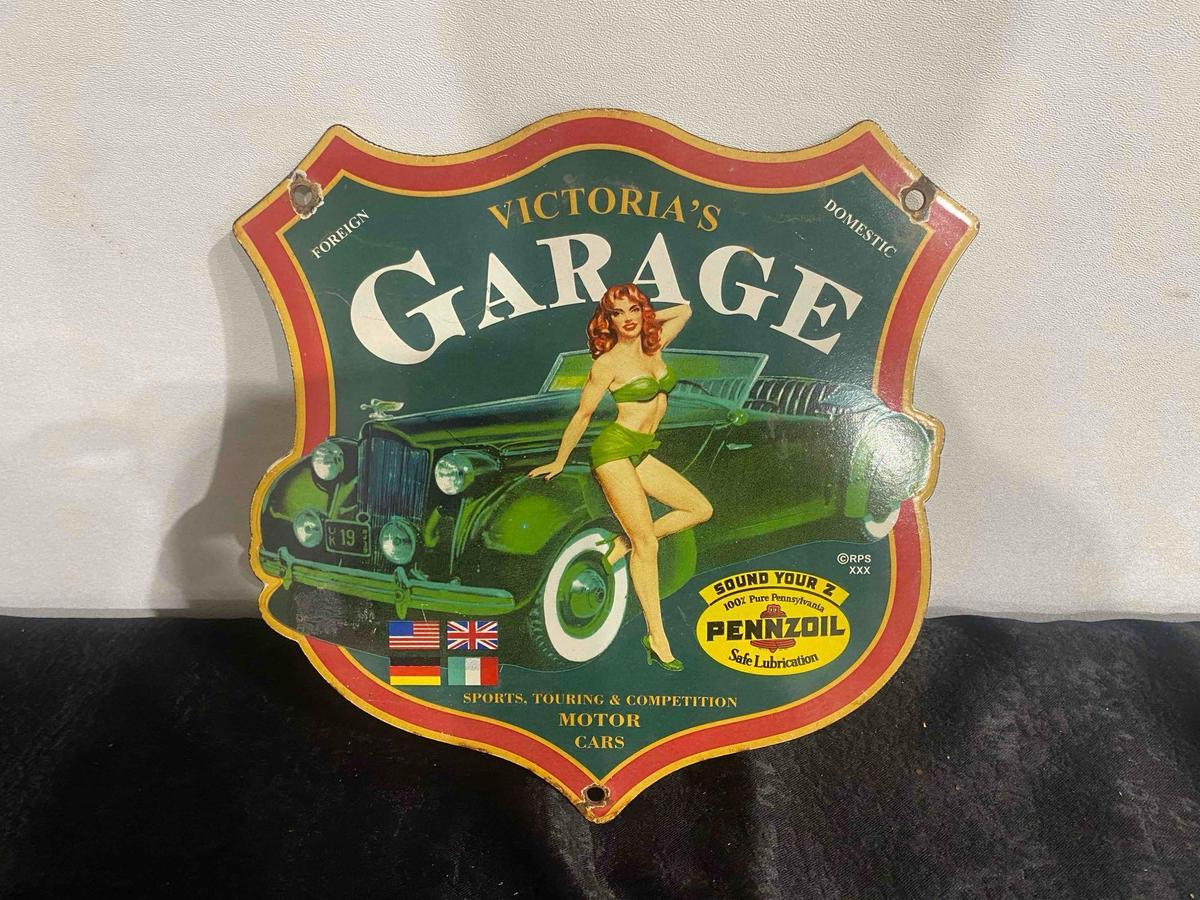 VICTORIA'S
GARAGE
FOREIGN
DOMESTIC
19
©RPS
XXX
SOUND YOUR Z
100% Pure Pennsylvania
PENNZOIL
Safe Lubrication
SPORTS, TOURING & COMPETITION
MOTOR
CARS